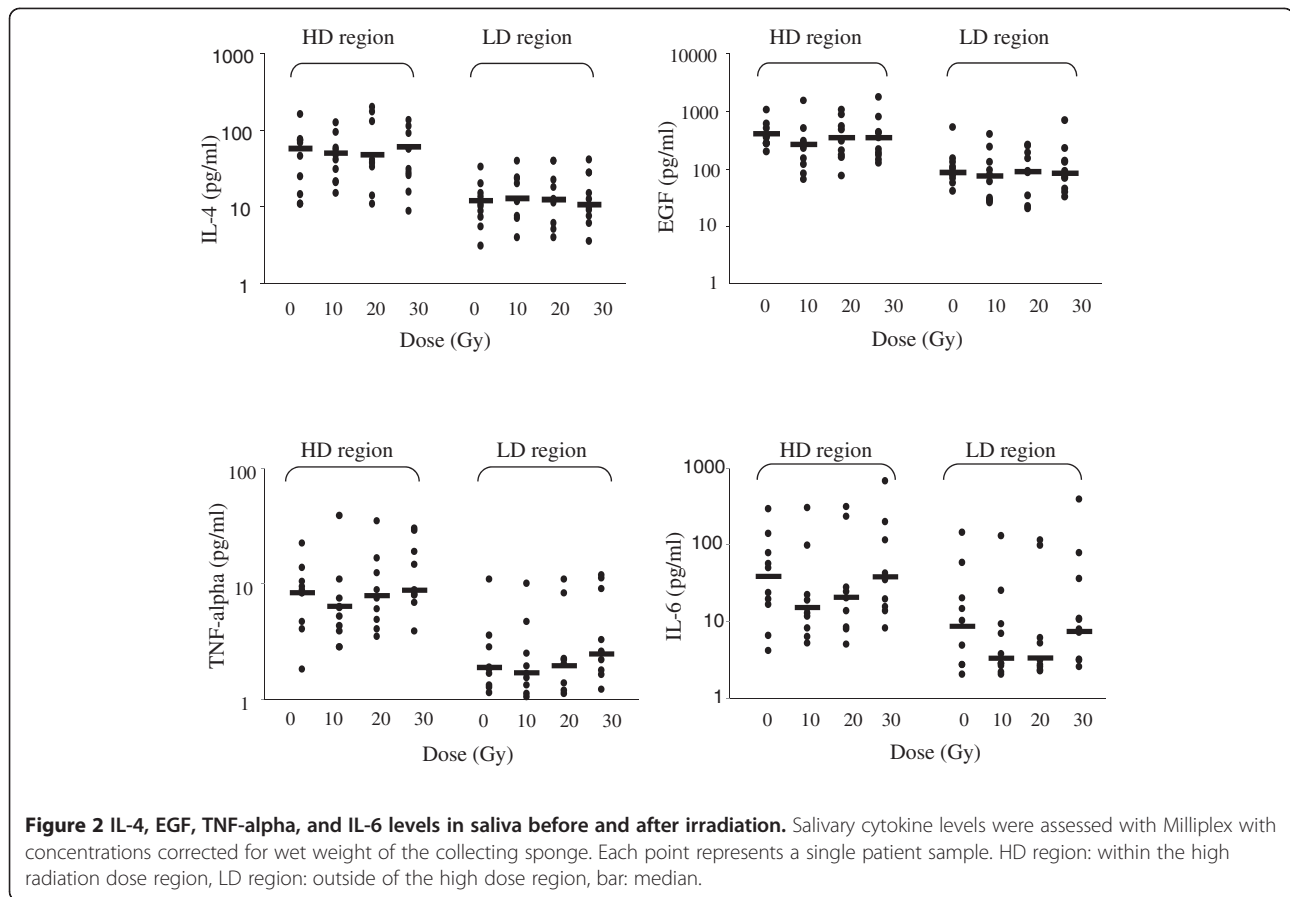 HD region LD region
1000
100
10
1
IL-4 (pg/ml)
0 10 20 30 0 10 20 30
Dose (Gy)
HD region LD region
10000
1000
100
10
1
EGF (pg/ml)
0 10 20 30 0 10 20 30
Dose (Gy)
HD region LD region
100
10
1
TNF-alpha (pg/ml)
0 10 20 30 0 10 20 30
Dose (Gy)
HD region LD region
1000
100
10
1
IL-6 (pg/ml)
0 10 20 30 0 10 20 30
Dose (Gy)
Figure 2 IL-4, EGF, TNF-alpha, and IL-6 levels in saliva before and after irradiation. Salivary cytokine levels were assessed with Milliplex with
concentrations corrected for wet weight of the collecting sponge. Each point represents a single patient sample. HD region: within the high
radiation dose region, LD region: outside of the high dose region, bar: median.